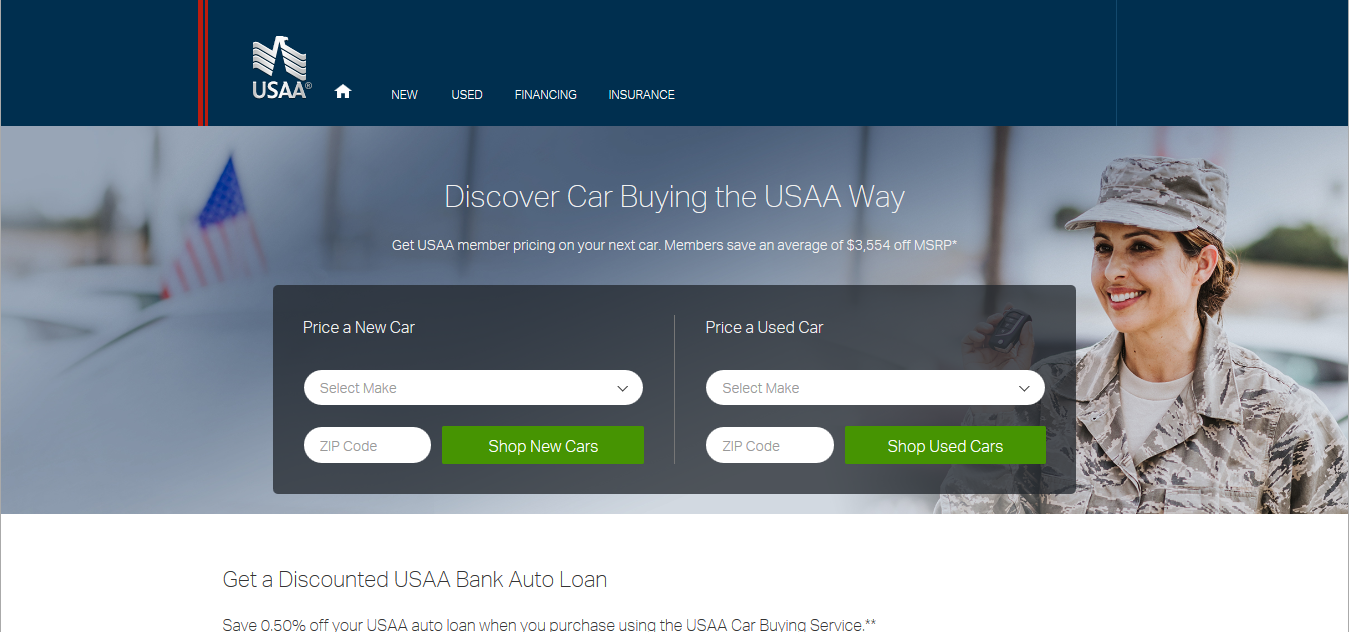 USAA®
NEW USED FINANCING INSURANCE
Discover Car Buying the USAA Way
Get USAA member pricing on your next car. Members save an average of $3,554 off MSRP*
Price a New Car
Select Make
ZIP Code Shop New Cars
Price a Used Car
Select Make
ZIP Code Shop Used Cars
Get a Discounted USAA Bank Auto Loan
Save 0.50% off your USAA auto loan when you purchase using the USAA Car Buying Service.**